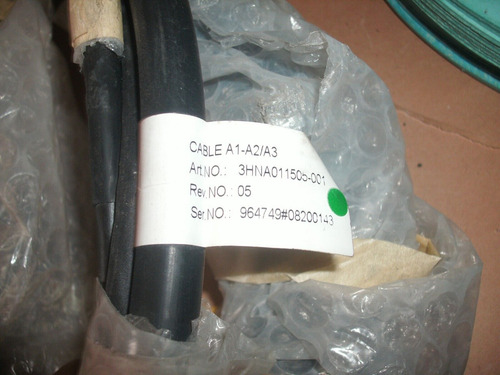 CABLE A1-A2/A3
Art.NO.: 3HNA011505-001
Rev.NO.: 05
Ser.NO.: 964749#08200143